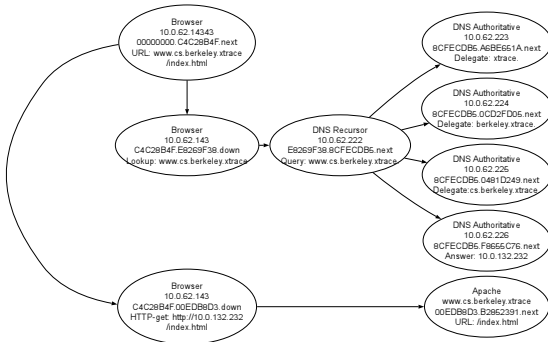 Browser
10.0.62.14343
00000000.C4C28B4F.next
URL: www.cs.berkeley.xtrace
/index.html
Browser
10.0.62.143
C4C28B4F.E8269F38.down
Lookup: www.cs.berkeley.xtrace
DNS Recursor
10.0.62.222
E8269F38.8CFECDB5.next
Query: www.cs.berkeley.xtrace
DNS Authoritative
10.0.62.223
8CFECDB5.A6BE651A.next
Delegate: xtrace.
DNS Authoritative
10.0.62.224
8CFECDB5.0CD2FD05.next
Delegate: berkeley.xtrace.
DNS Authoritative
10.0.62.225
8CFECDB5.0481D249.next
Delegate:cs.berkeley.xtrace.
DNS Authoritative
10.0.62.226
8CFECDB5.F8655C76.next
Answer: 10.0.132.232
Browser
10.0.62.143
C4C28B4F.00EDB8D3.down
HTTP-get: http://10.0.132.232
/index.html
Apache
www.cs.berkeley.xtrace
00EDB8D3.B2852391.next
URL: /index.html